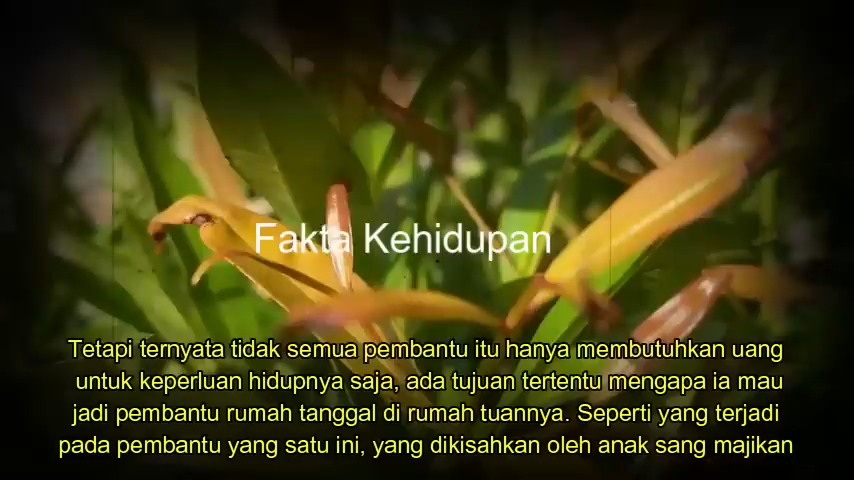 Fakta Kehidupan
Tetapi ternyata tidak semua pembantu itu hanya membutuhkan uang
untuk keperluan hidupnya saja, ada tujuan tertentu mengapa ia mau
jadi pembantu rumah tanggal di rumah tuannya. Seperti yang terjadi
pada pembantu yang satu ini, yang dikisahkan oleh anak sang majikan